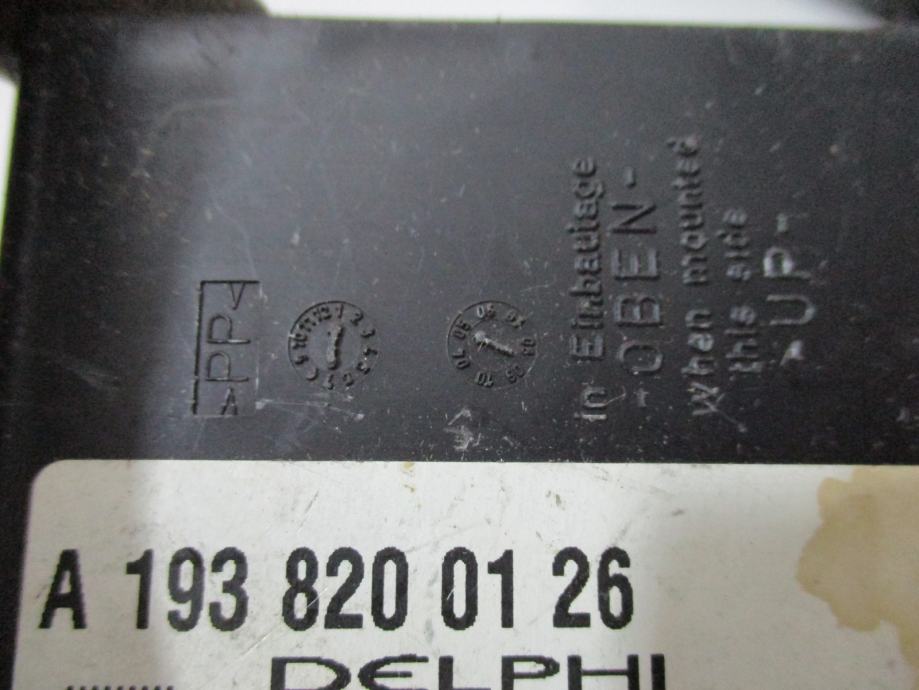 >PP<
in Einbaulage
-OBEN-
when mounted
this side
-UP-
A 193 820 01 26
DELPHI